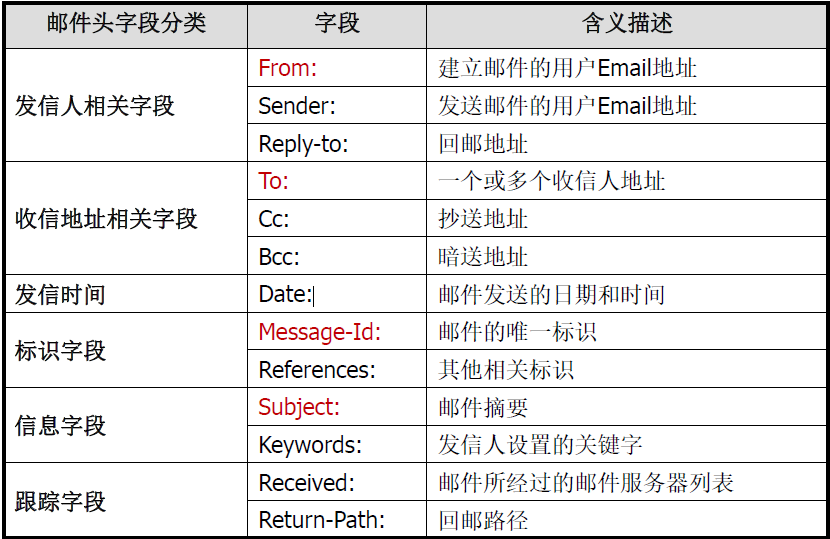 邮件头字段分类 字段 含义描述
发信人相关字段 From: 建立邮件的用户Email地址
Sender: 发送邮件的用户Email地址
Reply-to: 回邮地址
收信地址相关字段 To: 一个或多个收信人地址
Cc: 抄送地址
Bcc: 暗送地址
发信时间 Date: 邮件发送的日期和时间
标识字段 Message-Id: 邮件的唯一标识
References: 其他相关标识
信息字段 Subject: 邮件摘要
Keywords: 发信人设置的关键字
跟踪字段 Received: 邮件所经过的邮件服务器列表
Return-Path: 回邮路径